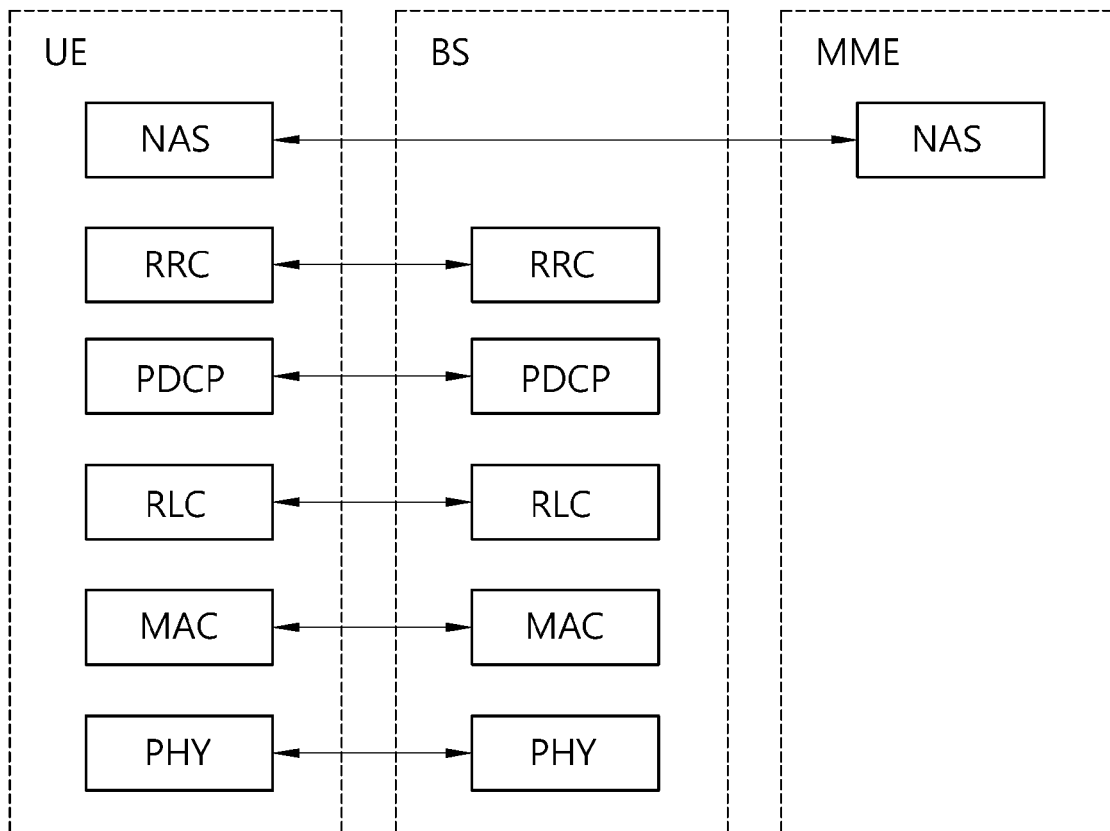 UE BS MME
NAS NAS
RRC RRC
PDCP PDCP
RLC RLC
MAC MAC
PHY PHY